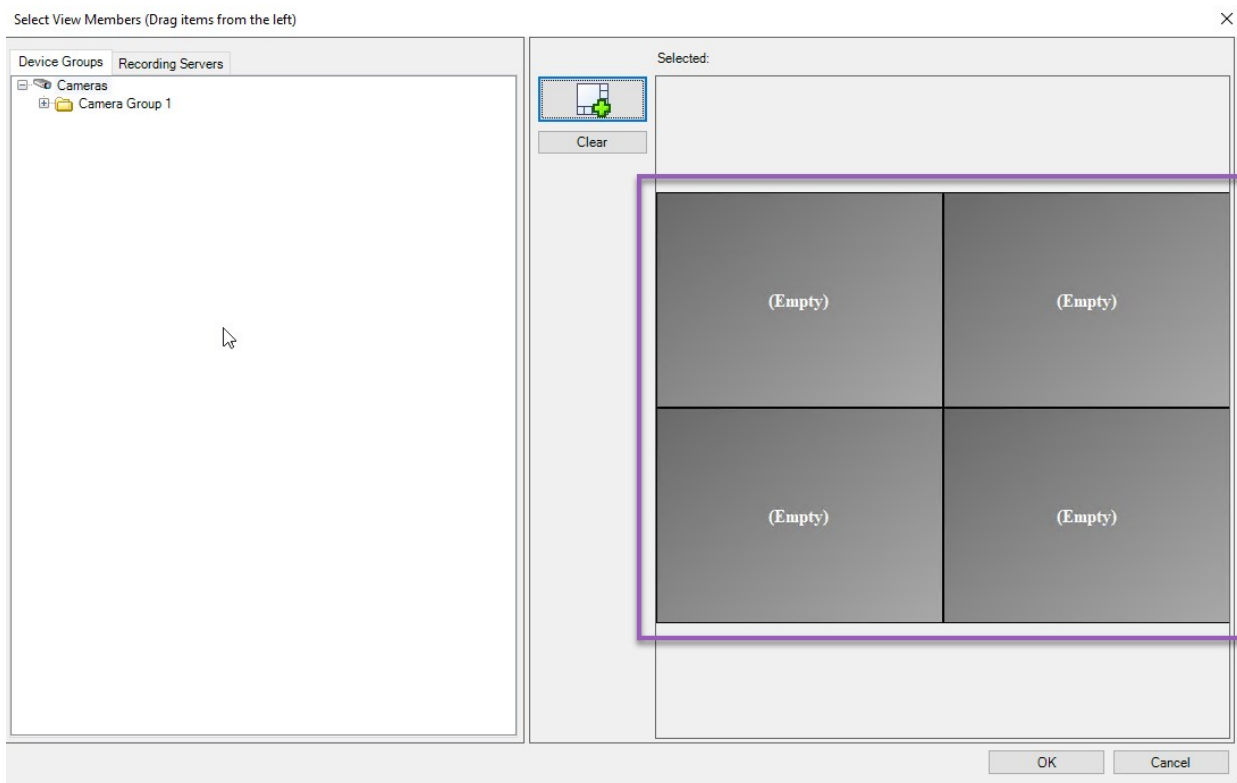 Select View Members (Drag items from the left)
Device Groups
Recording Servers
Cameras
Camera Group 1
Clear
Selected:
(Empty)
(Empty)
(Empty)
(Empty)
OK
Cancel